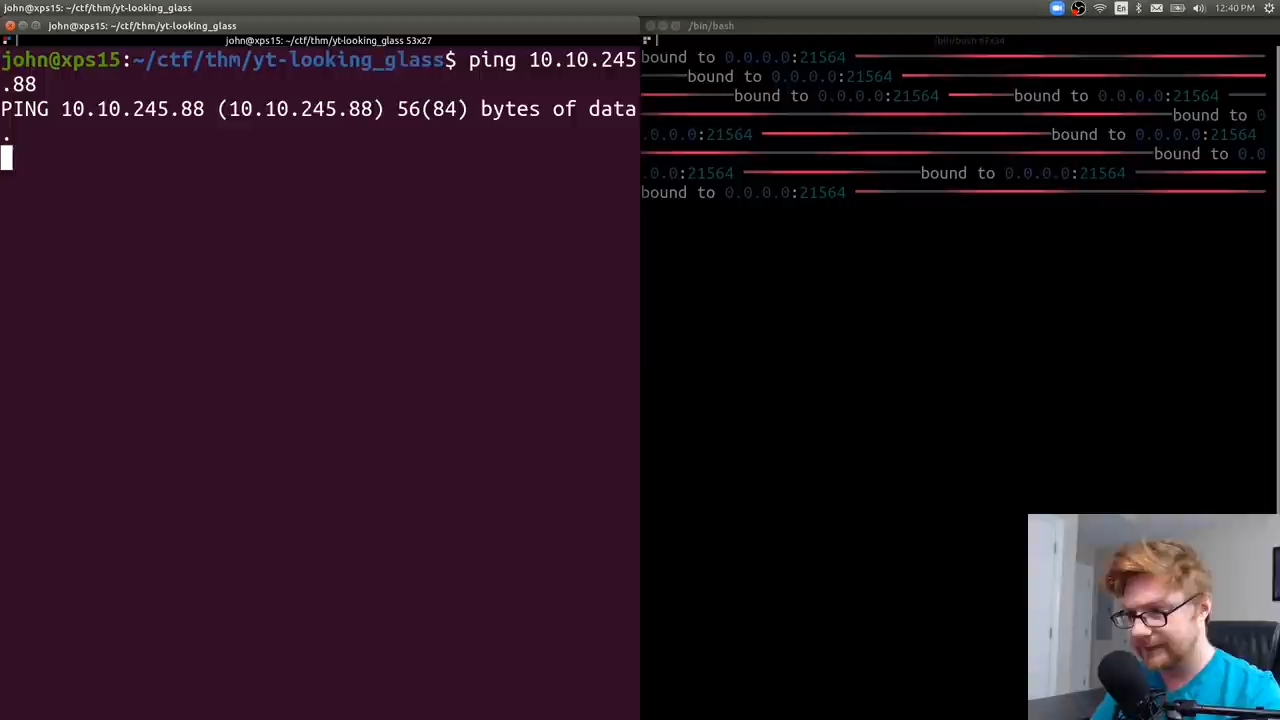 john@xps15: ~/ctf/thm/yt-looking_glass
12:40 PM
En
john@xps15: ~/ctf/thm/yt-looking_glass
/bin/bash
john@xps15: ~/ctf/thm/yt-looking_glass 53x27
john@xps15:~/ctf/thm/yt-looking_glass$ ping 10.10.245
.88
PING 10.10.245.88 (10.10.245.88) 56(84) bytes of data
.
bound to 0.0.0.0:21564
bound to 0.0.0.0:21564
bound to 0.0.0.0:21564 bound to 0.0.0.0:21564
bound to 0
.0.0.0:21564 bound to 0.0.0.0:21564
bound to 0.0
.0.0:21564 bound to 0.0.0.0:21564
bound to 0.0.0.0:21564